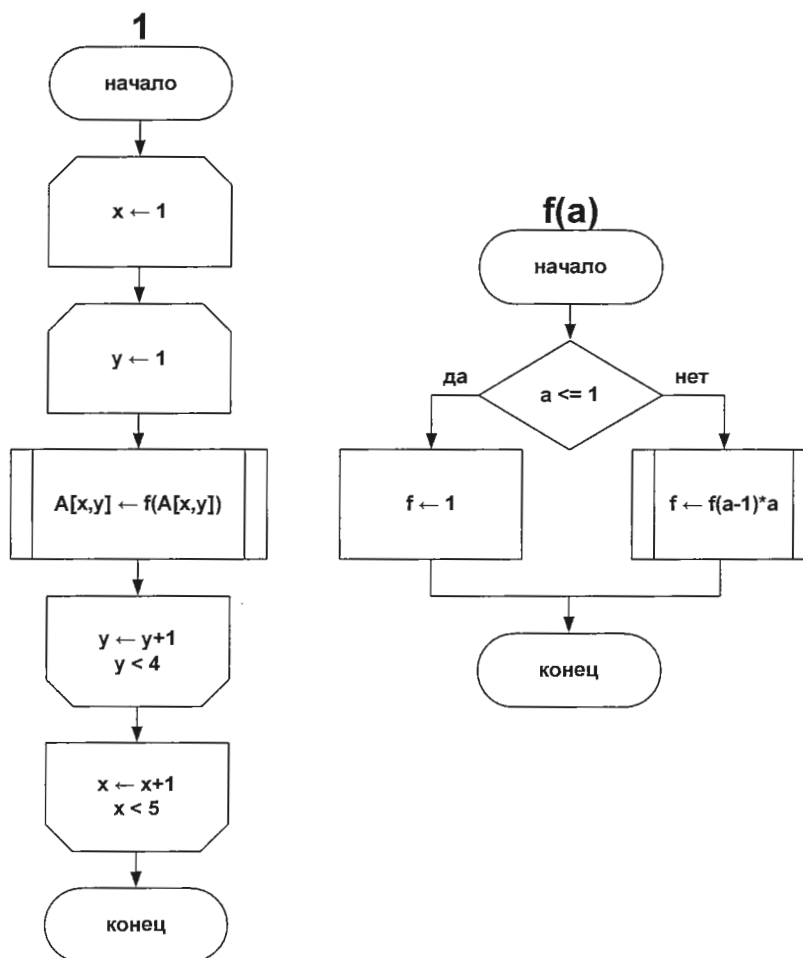 1
начало
x ← 1
y ← 1
A[x,y] ← f(A[x,y])
y ← y+1
y < 4
x ← x+1
x < 5
конец
f(a)
начало
a <= 1
да
нет
f ← 1
f ← f(a-1)*a
конец